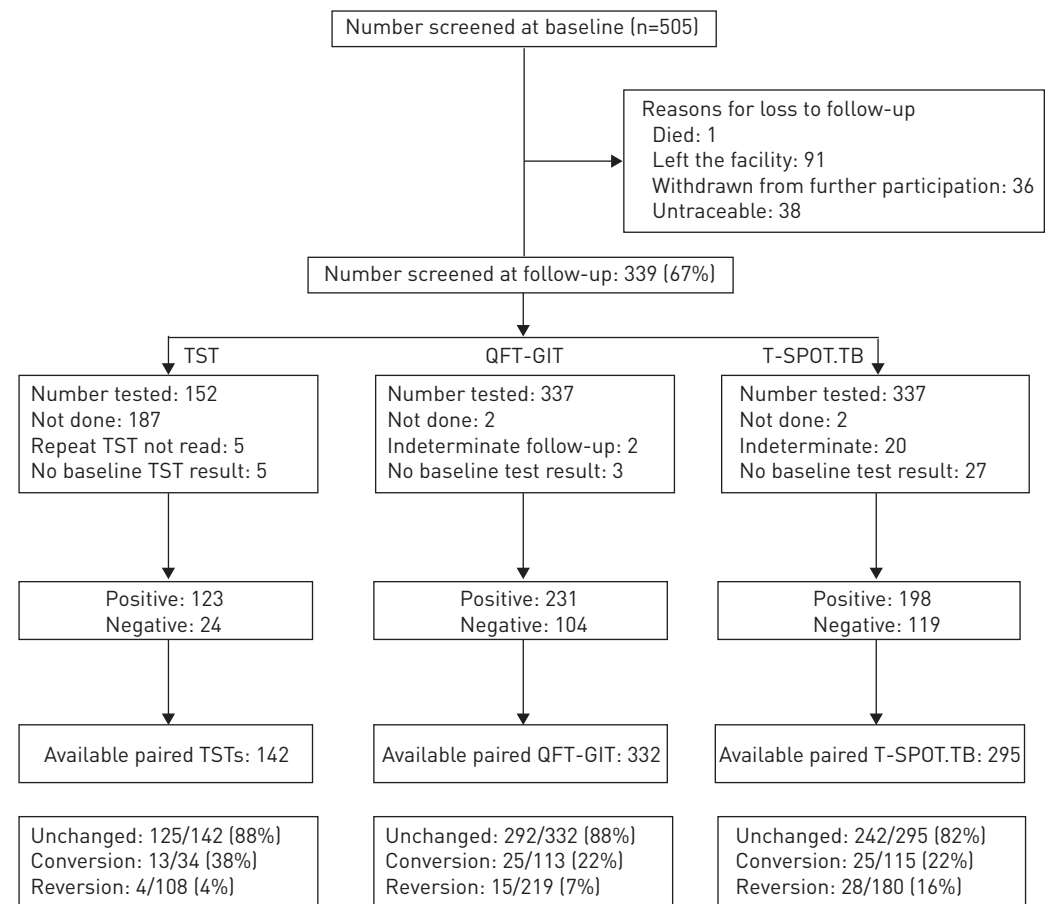 Number screened at baseline (n=505)
Reasons for loss to follow-up
Died: 1
Left the facility: 91
Withdrawn from further participation: 36
Untraceable: 38
Number screened at follow-up: 339 (67%)
TST
QFT-GIT
T-SPOT.TB
Number tested: 152
Not done: 187
Repeat TST not read: 5
No baseline TST result: 5
Number tested: 337
Not done: 2
Indeterminate follow-up: 2
No baseline test result: 3
Number tested: 337
Not done: 2
Indeterminate: 20
No baseline test result: 27
Positive: 123
Negative: 24
Positive: 231
Negative: 104
Positive: 198
Negative: 119
Available paired TSTs: 142
Available paired QFT-GIT: 332
Available paired T-SPOT.TB: 295
Unchanged: 125/142 (88%)
Conversion: 13/34 (38%)
Reversion: 4/108 (4%)
Unchanged: 292/332 (88%)
Conversion: 25/113 (22%)
Reversion: 15/219 (7%)
Unchanged: 242/295 (82%)
Conversion: 25/115 (22%)
Reversion: 28/180 (16%)